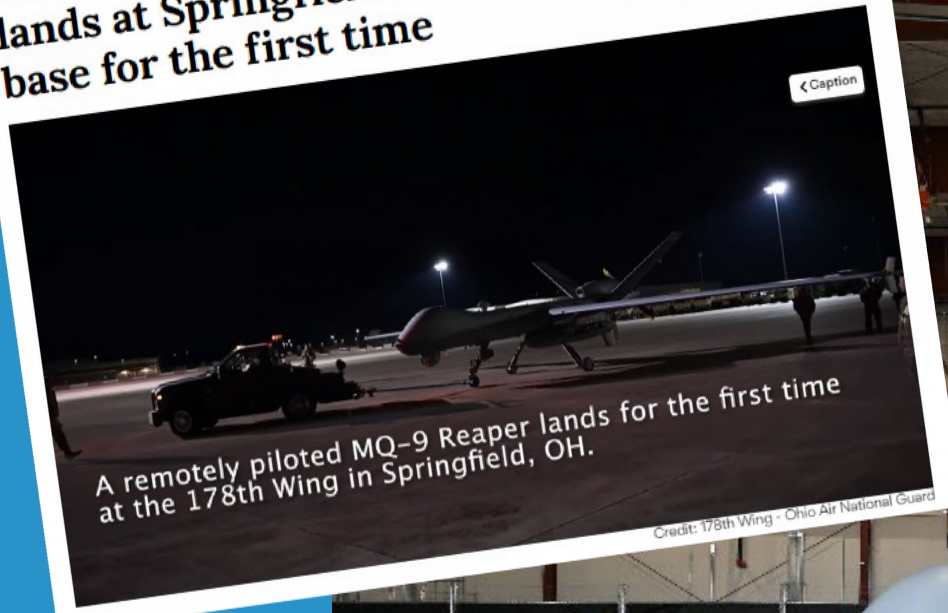 lands at
base for the first time
< Caption
A remotely piloted MQ-9 Reaper lands for the first time
at the 178th Wing in Springfield, OH.
Credit: 178th Wing - Ohio Air National Guard